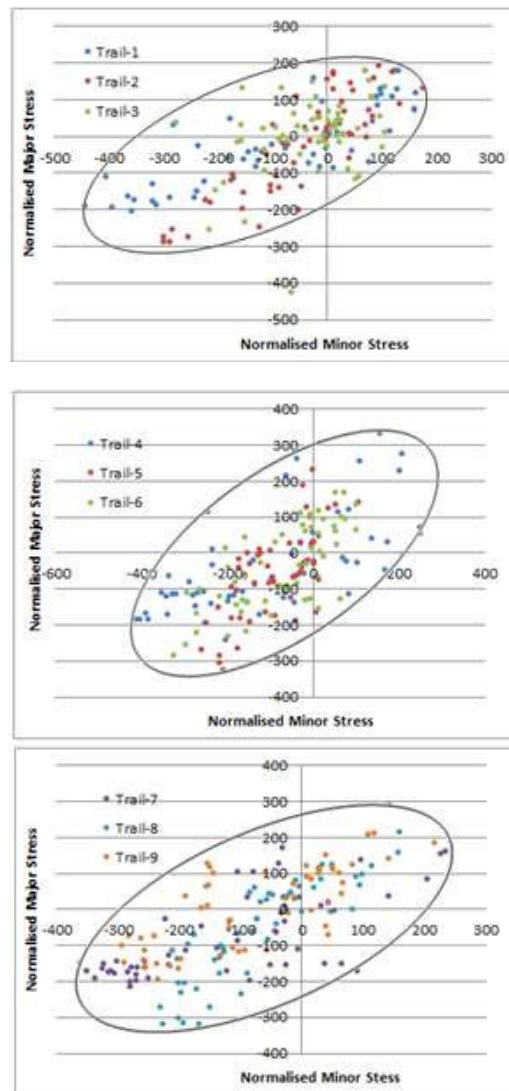 300
Trail-1
200
Trail-2
Trail-3
100
0
-500 -400 -300 -200 -100 0 100 200 300
-100
-200
-300
-400
-500
Normalised Major Stress
Normalised Minor Stress
400
Trail-4
300
Trail-5
200
Trail-6
100
0
-600 -400 -200 0 200 400
-100
-200
-300
-400
Normalised Major Stress
Normalised Minor Stress
400
Trail-7
300
Trail-8
200
Trail-9
100
0
-400 -300 -200 -100 0 100 200 300
-100
-200
-300
-400
Normalised Major Stress
Normalised Minor Stess